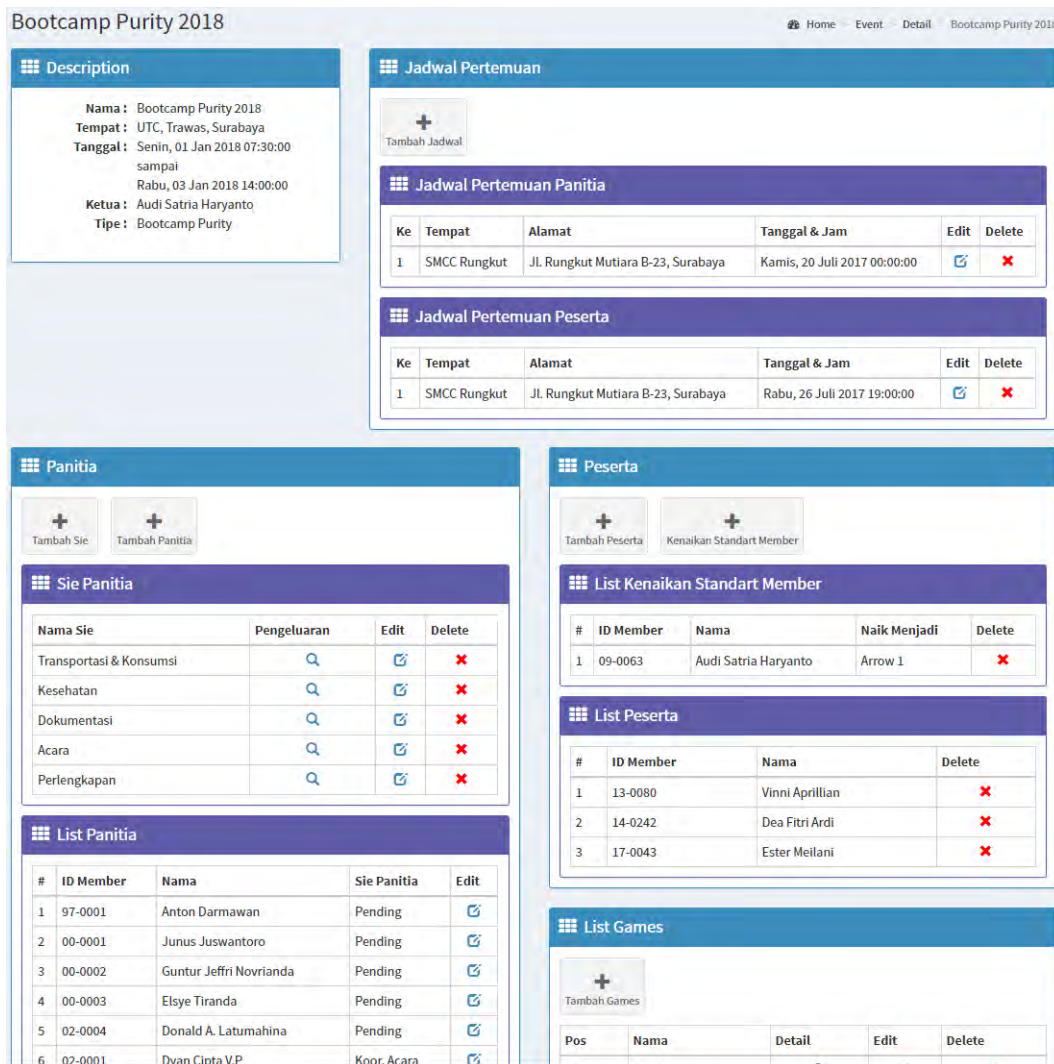 Bootcamp Purity 2018
Home Event Detail Bootcamp Purity 2018
Description
Nama : Bootcamp Purity 2018
Tempat : UTC, Trawas, Surabaya
Tanggal : Senin, 01 Jan 2018 07:30:00
sampai
Rabu, 03 Jan 2018 14:00:00
Ketua : Audi Satria Haryanto
Tipe : Bootcamp Purity
Jadwal Pertemuan
Tambah Jadwal
Jadwal Pertemuan Panitia
Ke Tempat Alamat Tanggal & Jam Edit Delete
1 SMCC Rungkut Jl. Rungkut Mutiara B-23, Surabaya Kamis, 20 Juli 2017 00:00:00
Jadwal Pertemuan Peserta
Ke Tempat Alamat Tanggal & Jam Edit Delete
1 SMCC Rungkut Jl. Rungkut Mutiara B-23, Surabaya Rabu, 26 Juli 2017 19:00:00
Panitia
Tambah Sie Tambah Panitia
Sie Panitia
Nama Sie Pengeluaran Edit Delete
Transportasi & Konsumsi
Kesehatan
Dokumentasi
Acara
Perlengkapan
List Panitia
# ID Member Nama Sie Panitia Edit
1 97-0001 Anton Darmawan Pending
2 00-0001 Junus Juswantoro Pending
3 00-0002 Guntur Jeffri Novrianda Pending
4 00-0003 Elsye Tiranda Pending
5 02-0004 Donald A. Latumahina Pending
6 02-0001 Dyan Cipta V.P Koor. Acara
Peserta
Tambah Peserta Kenaikan Standart Member
List Kenaikan Standart Member
# ID Member Nama Naik Menjadi Delete
1 09-0063 Audi Satria Haryanto Arrow 1
List Peserta
# ID Member Nama Delete
1 13-0080 Vinni Aprillian
2 14-0242 Dea Fitri Ardi
3 17-0043 Ester Meilani
List Games
Tambah Games
Pos Nama Detail Edit Delete